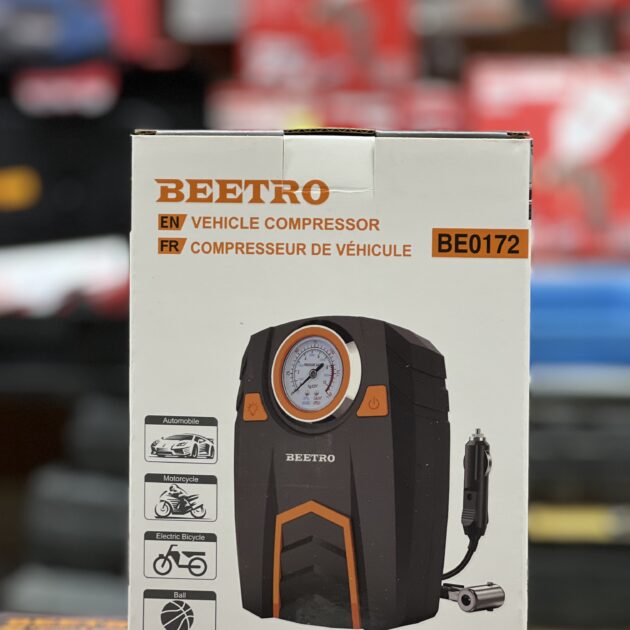 BEETRO
EN VEHICLE COMPRESSOR
FR COMPRESSEUR DE VÉHICULE
BE0172
BEETRO
Automobile
Motorcycle
Electric Bicycle
Ball